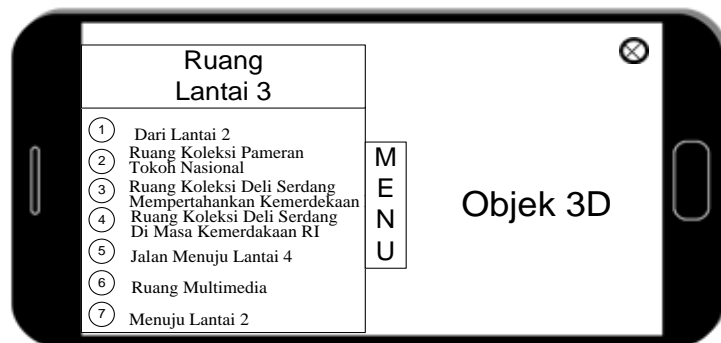 Ruang
Lantai 3
1 Dari Lantai 2
2 Ruang Koleksi Pameran
Tokoh Nasional
3 Ruang Koleksi Deli Serdang
Mempertahankan Kemerdekaan
4 Ruang Koleksi Deli Serdang
Di Masa Kemerdakaan RI
5 Jalan Menuju Lantai 4
6 Ruang Multimedia
7 Menuju Lantai 2
M
E
N
U
Objek 3D